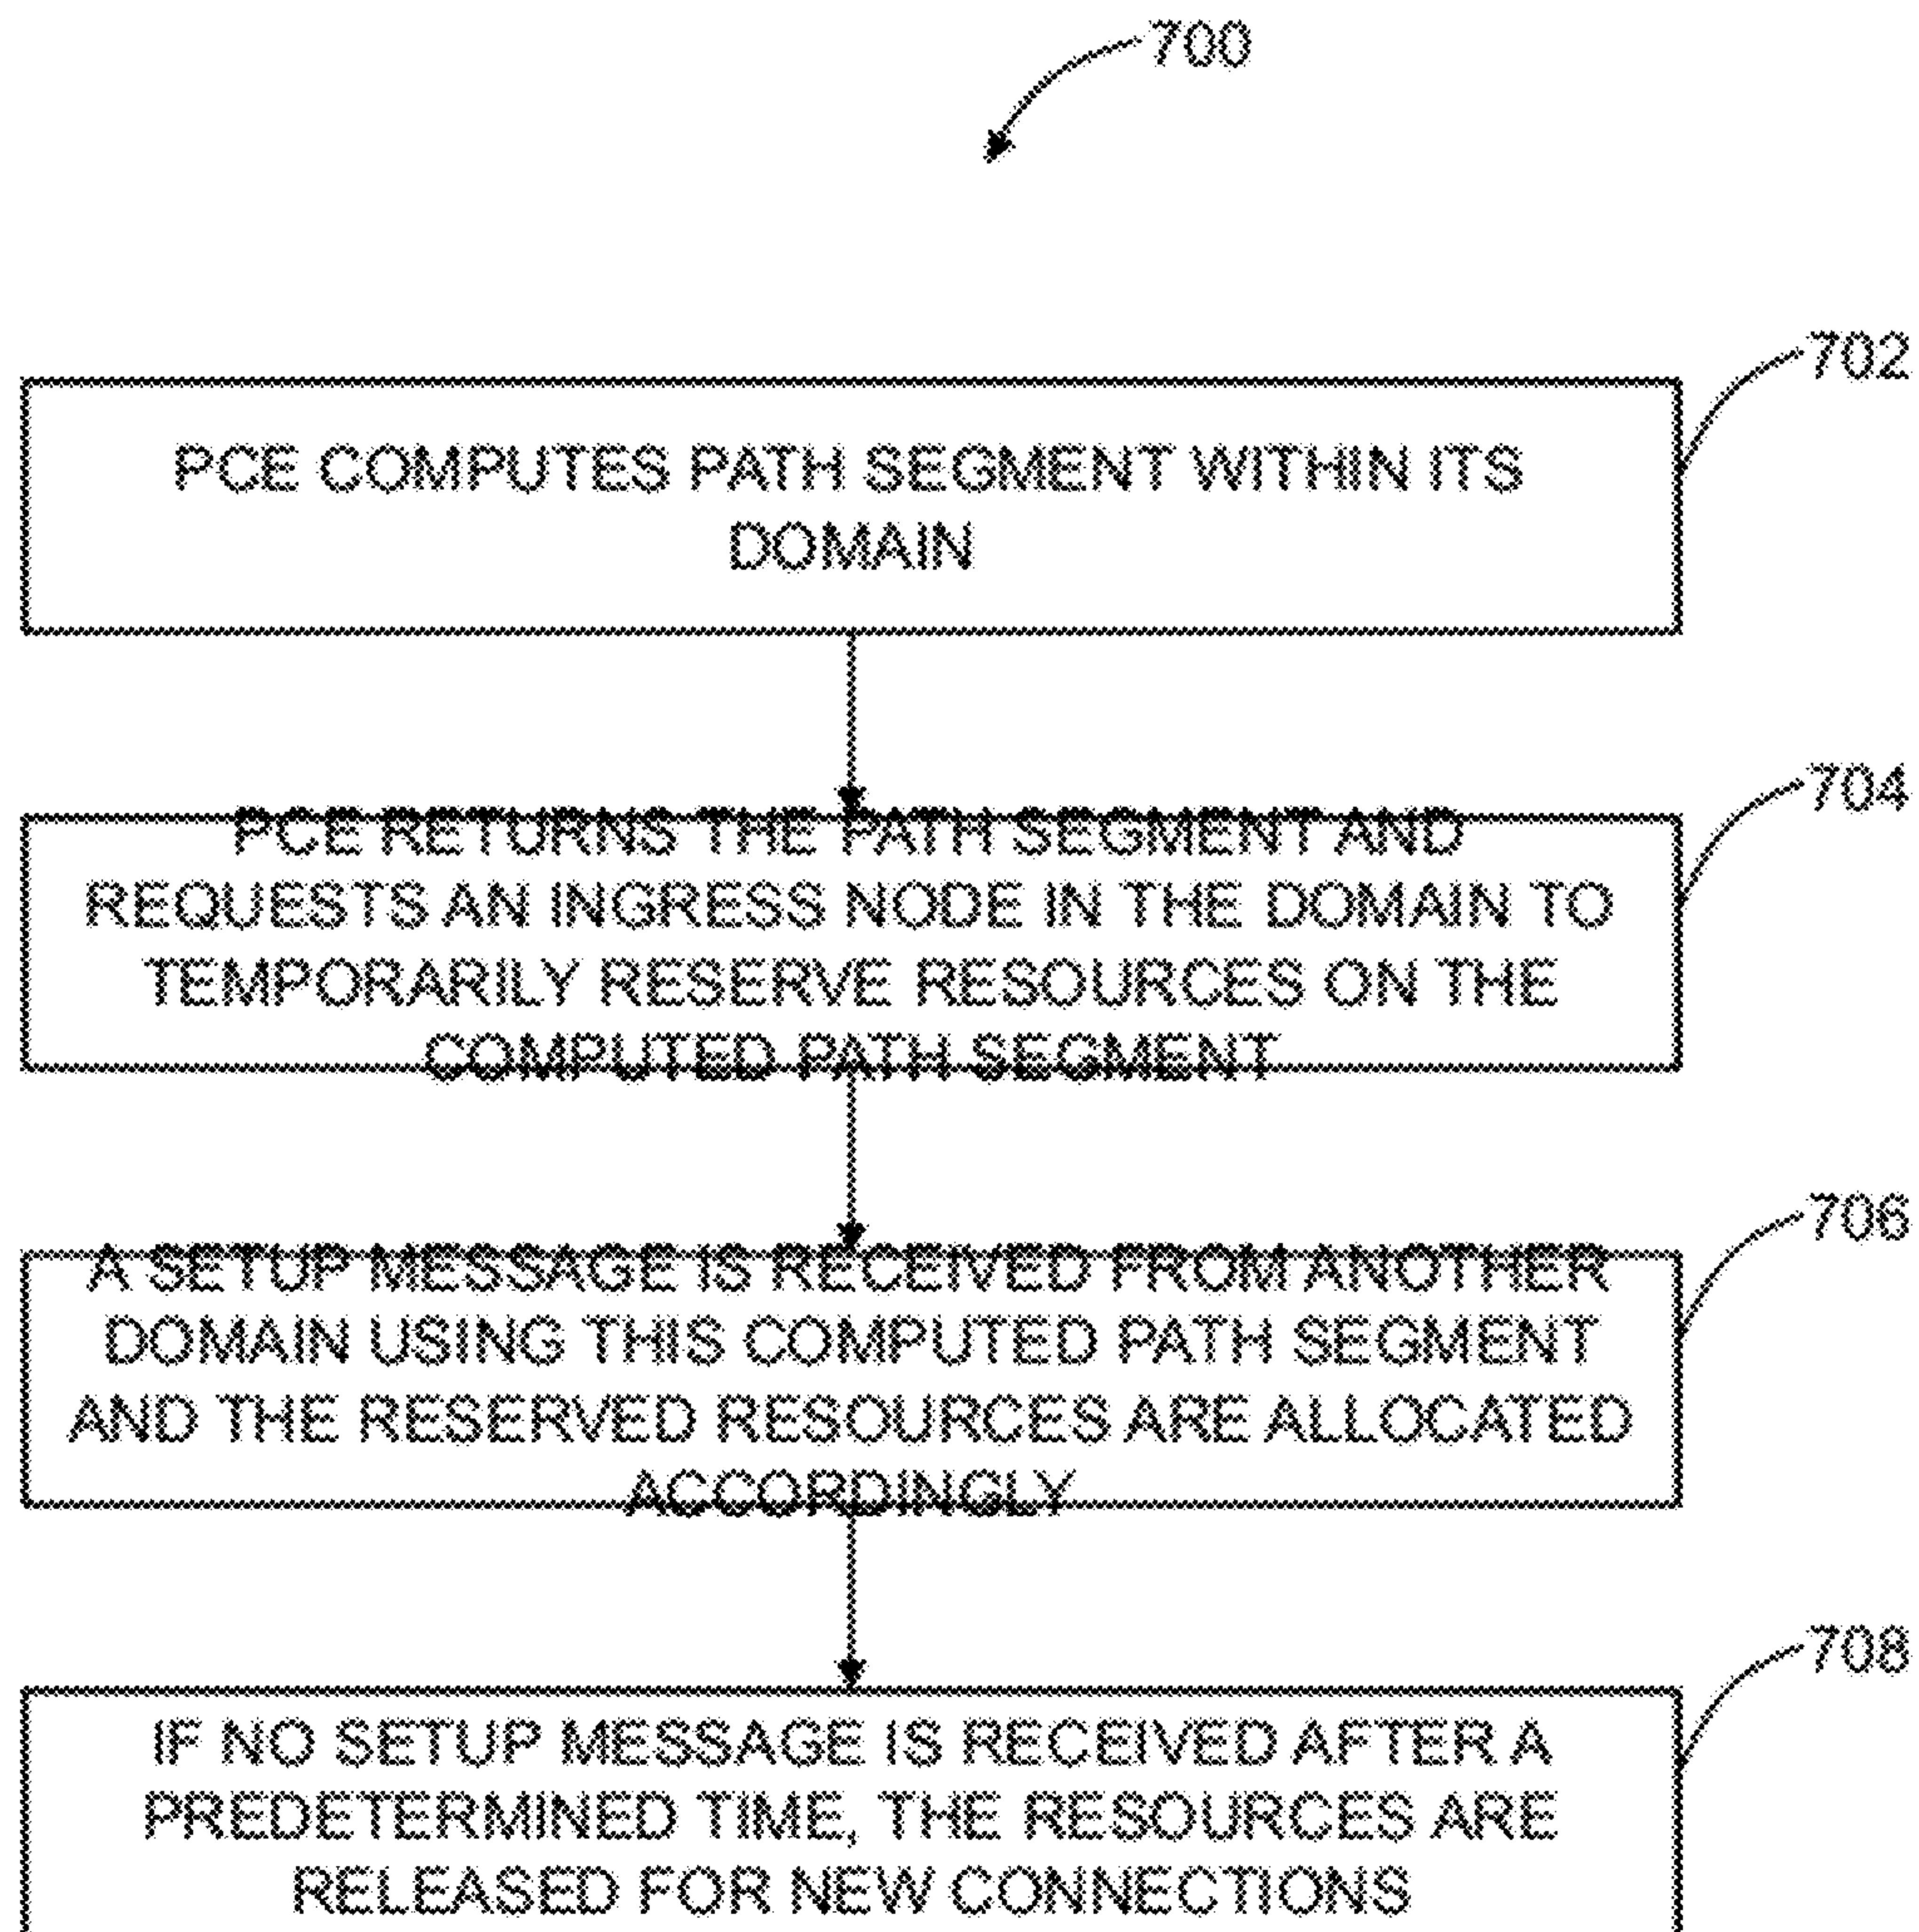 700
702
PCE COMPUTES PATH SEGMENT WITHIN ITS
DOMAIN
704
PCE RETURNS THE PATH SEGMENT AND
REQUESTS AN INGRESS NODE IN THE DOMAIN TO
TEMPORARILY RESERVE RESOURCES ON THE
COMPUTED PATH SEGMENT
706
A SETUP MESSAGE IS RECEIVED FROM ANOTHER
DOMAIN USING THIS COMPUTED PATH SEGMENT
AND THE RESERVED RESOURCES ARE ALLOCATED
ACCORDINGLY
708
IF NO SETUP MESSAGE IS RECEIVED AFTER A
PREDETERMINED TIME, THE RESOURCES ARE
RELEASED FOR NEW CONNECTIONS